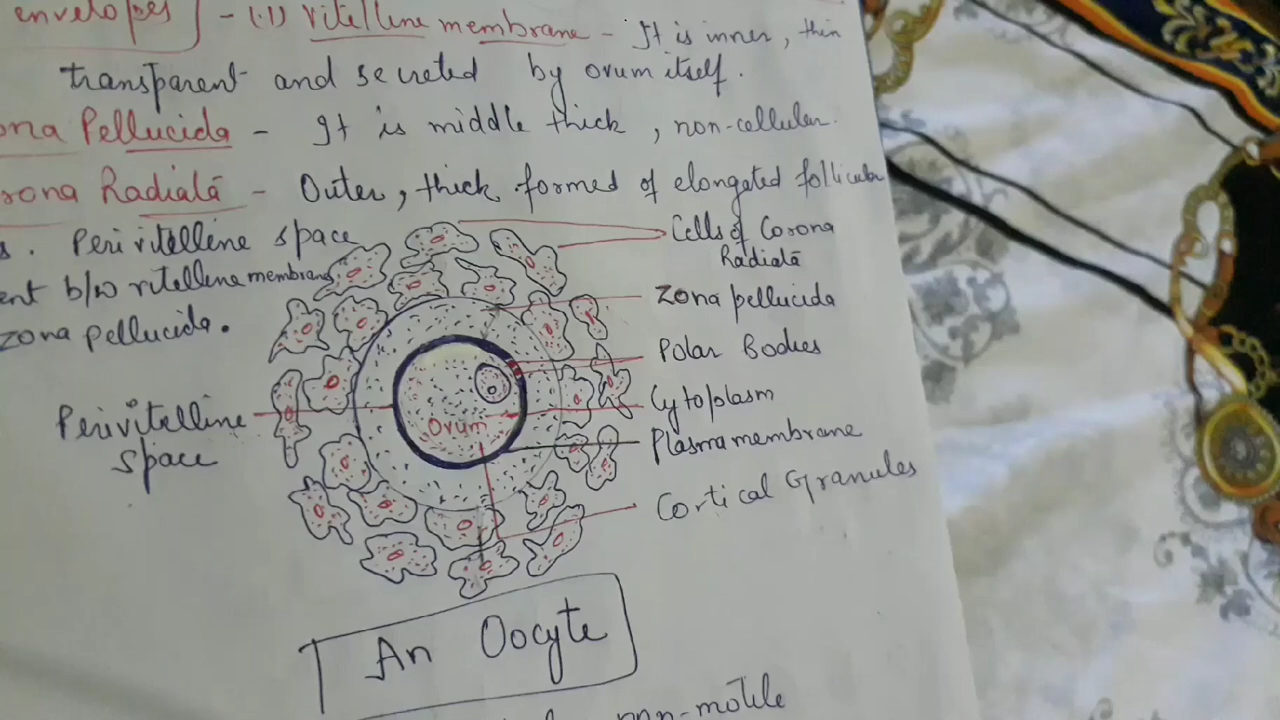 envelopes] - (1) vitelline membrane - It is inner, thin
transparent and secreted by ovum itself.
ona Pellucida - It is middle thick, non-cellular.
rona Radiata - Outer, thick formed of elongated follicular
s. Perivitelline space
ent b/w vitelline membrane
zona pellucida.
Cells of Corona
Radiata
Zona pellucida
Polar Bodies
Cytoplasm
Plasma membrane
Cortical Granules
Perivitelline
space
Ovum
An Oocyte
non-motile